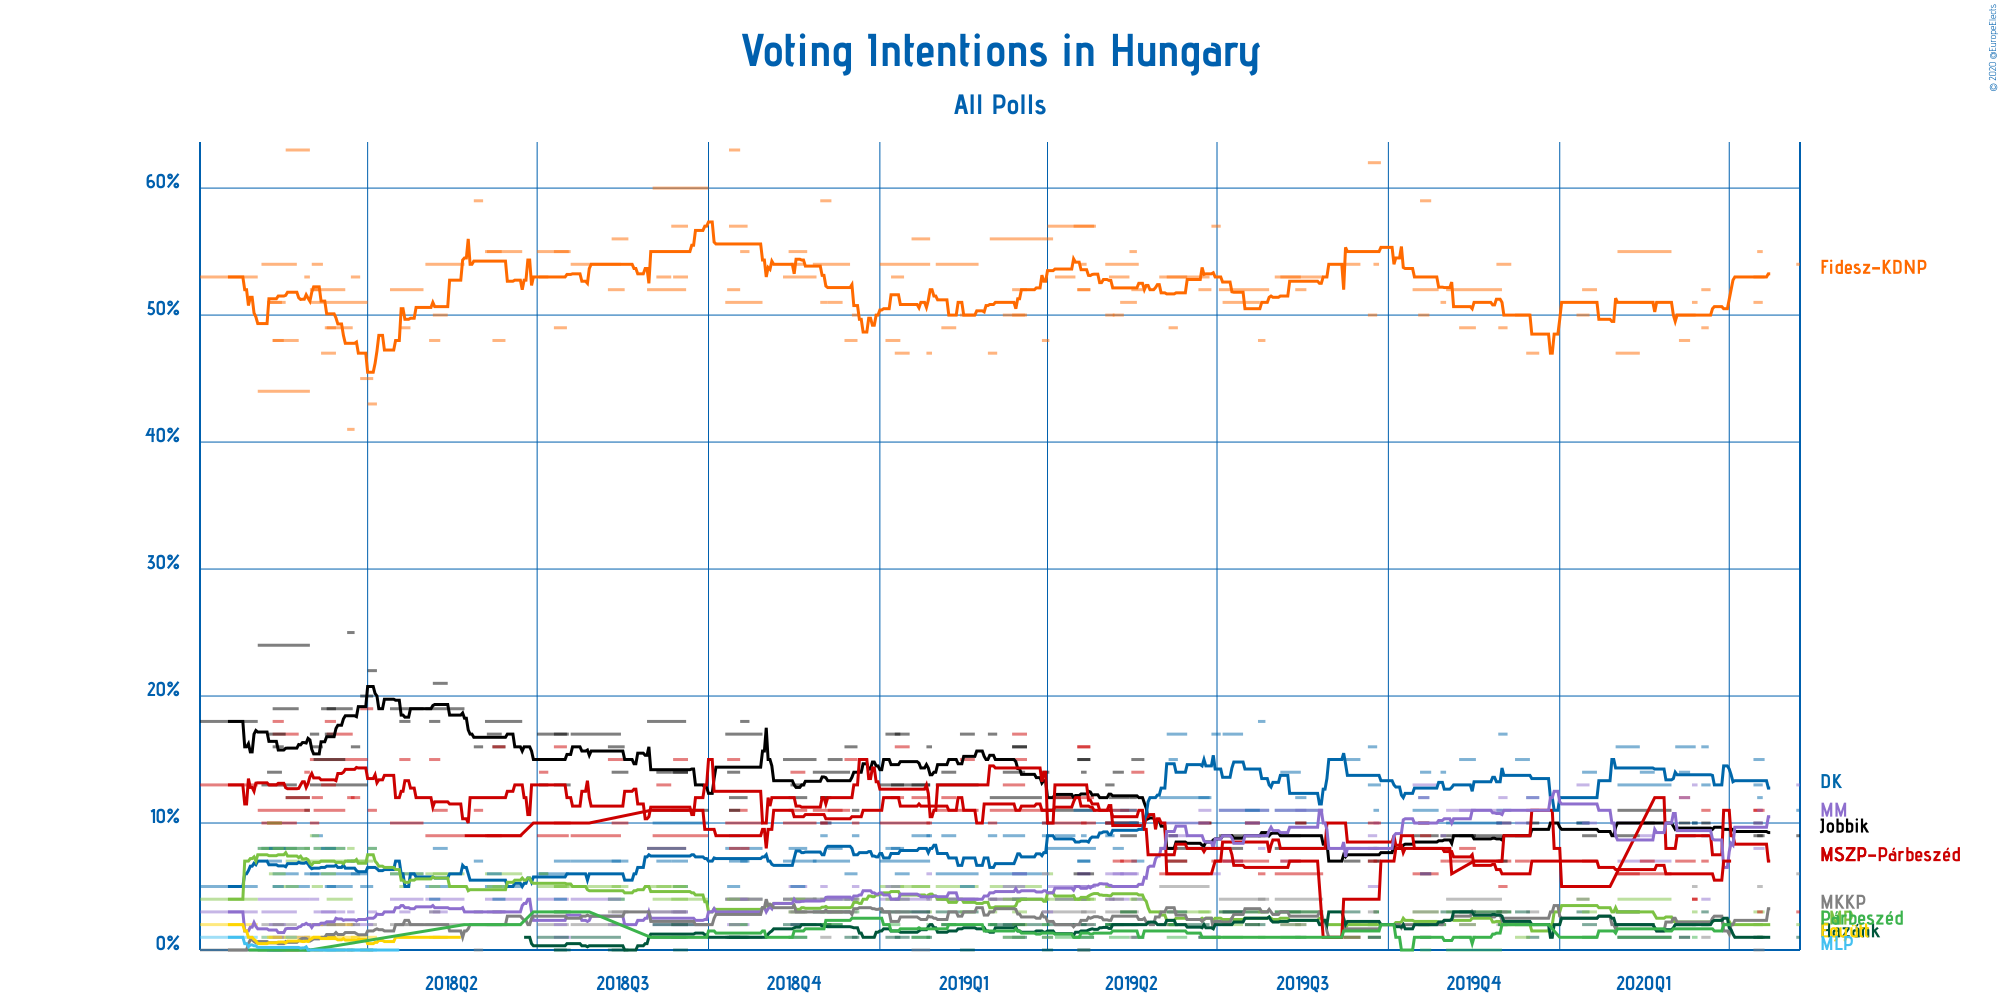 Voting Intentions in Hungary
All Polls
© 2020 @EuropeElects
60%
50%
40%
30%
20%
10%
0%
Fidesz-KDNP
DK
MM
Jobbik
MSZP-Párbeszéd
MKKP
Párbeszéd
MLP
2018Q2
2018Q3
2018Q4
2019Q1
2019Q2
2019Q3
2019Q4
2020Q1